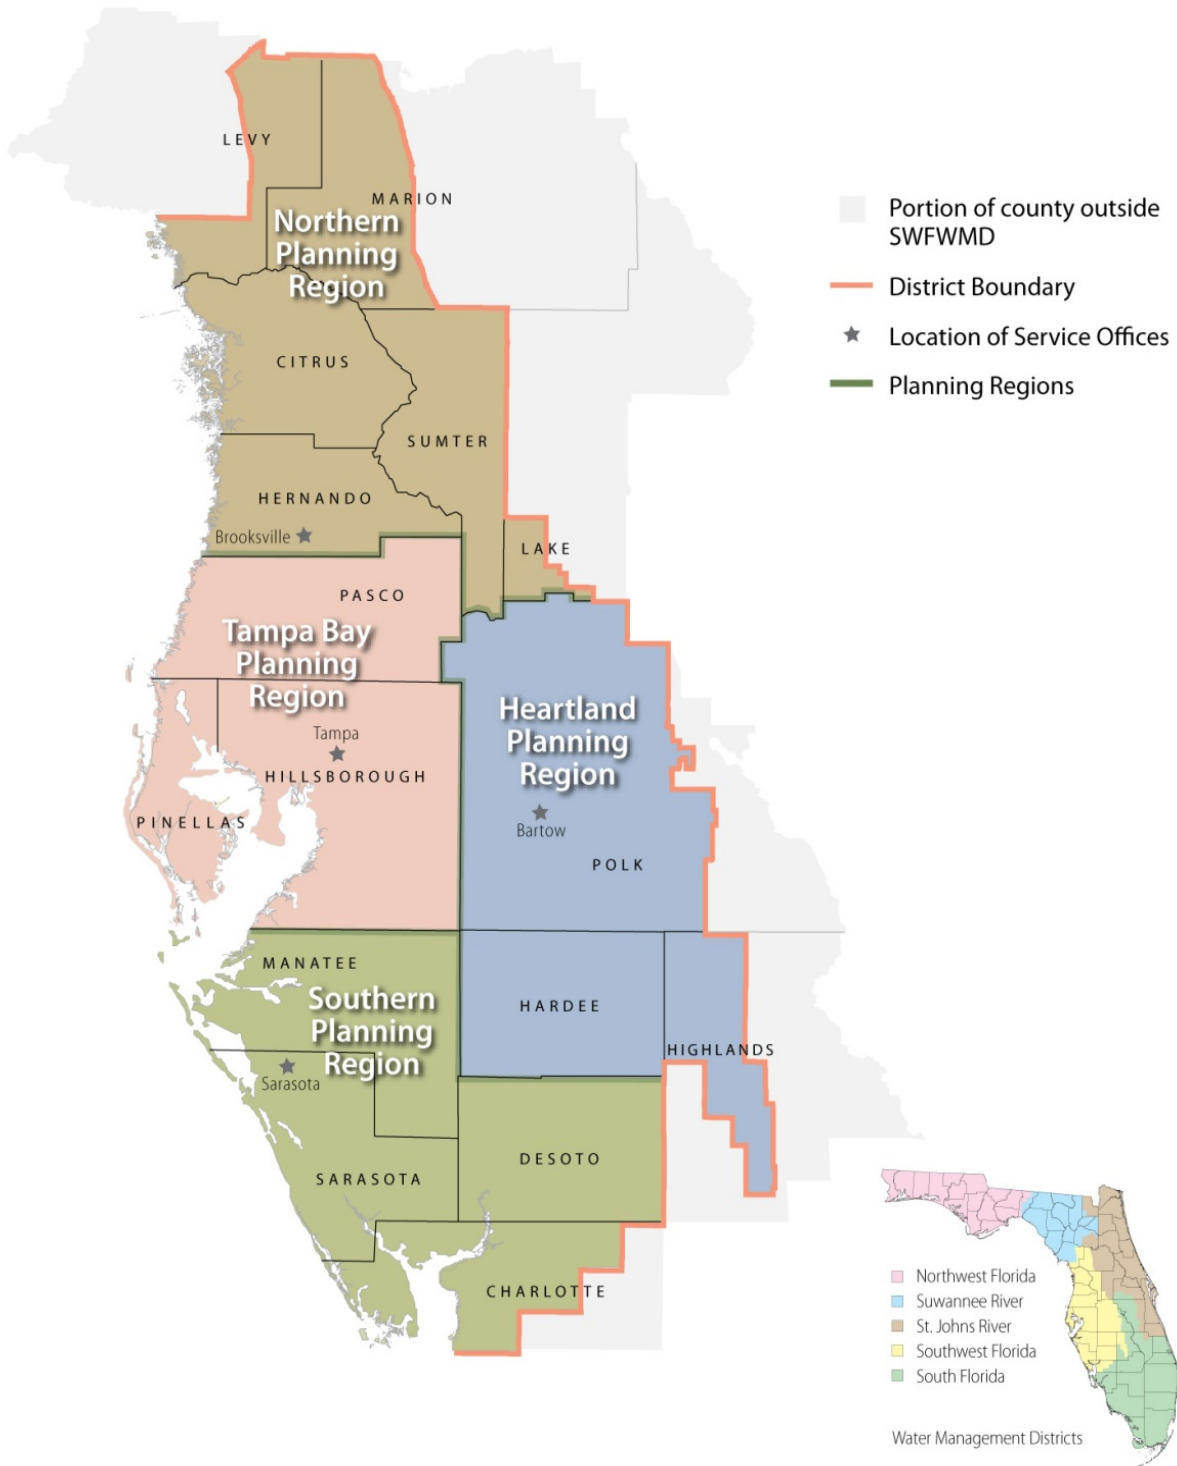 LEVY
MARION
Northern
Planning
Region
CITRUS
SUMTER
HERNANDO
Brooksville
LAKE
PASCO
Tampa Bay
Planning
Region
Heartland
Planning
Region
Tampa
HILLSBOROUGH
PINELLAS
Bartow
POLK
MANATEE
Southern
Planning
Region
HARDEE
HIGHLANDS
Sarasota
DESOTO
SARASOTA
CHARLOTTE
Portion of county outside
SWFWMD
District Boundary
Location of Service Offices
Planning Regions
Northwest Florida
Suwannee River
St. Johns River
Southwest Florida
South Florida
Water Management Districts